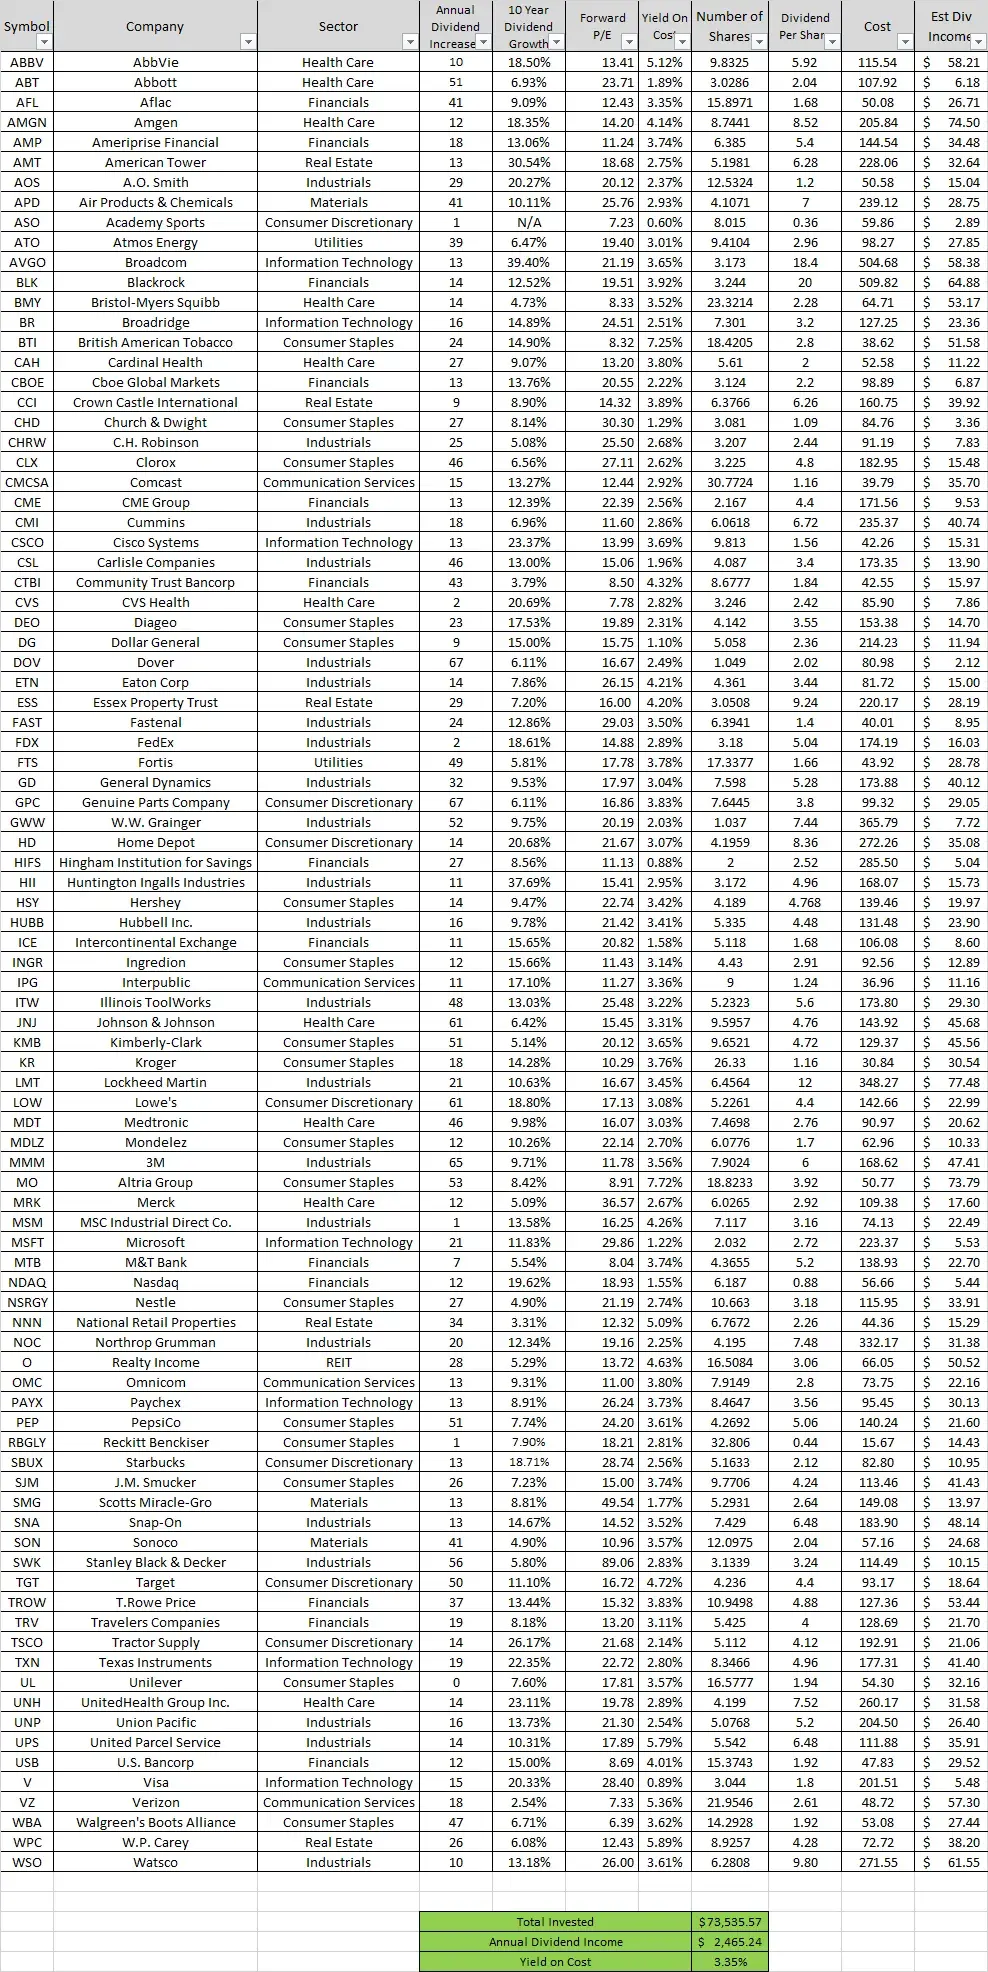 Symbol Company Sector Annual Dividend Increase 10 Year Dividend Growth Forward P/E Yield On Cost Number of Shares Dividend Per Shar Cost Est Div Income
ABBV AbbVie Health Care 10 18.50% 13.41 5.12% 9.8325 5.92 115.54 $ 58.21
ABT Abbott Health Care 51 6.93% 23.71 1.89% 3.0286 2.04 107.92 $ 6.18
AFL Aflac Financials 41 9.09% 12.43 3.35% 15.8971 1.68 50.08 $ 26.71
AMGN Amgen Health Care 12 18.35% 14.20 4.14% 8.7441 8.52 205.84 $ 74.50
AMP Ameriprise Financial Financials 18 13.06% 11.24 3.74% 6.385 5.4 144.54 $ 34.48
AMT American Tower Real Estate 13 30.54% 18.68 2.75% 5.1981 6.28 228.06 $ 32.64
AOS A.O. Smith Industrials 29 20.27% 20.12 2.37% 12.5324 1.2 50.58 $ 15.04
APD Air Products & Chemicals Materials 41 10.11% 25.76 2.93% 4.1071 7 239.12 $ 28.75
ASO Academy Sports Consumer Discretionary 1 N/A 7.23 0.60% 8.015 0.36 59.86 $ 2.89
ATO Atmos Energy Utilities 39 6.47% 19.40 3.01% 9.4104 2.96 98.27 $ 27.85
AVGO Broadcom Information Technology 13 39.40% 21.19 3.65% 3.173 18.4 504.68 $ 58.38
BLK Blackrock Financials 14 12.52% 19.51 3.92% 3.244 20 509.82 $ 64.88
BMY Bristol-Myers Squibb Health Care 14 4.73% 8.33 3.52% 23.3214 2.28 64.71 $ 53.17
BR Broadridge Information Technology 16 14.89% 24.51 2.51% 7.301 3.2 127.25 $ 23.36
BTI British American Tobacco Consumer Staples 24 14.90% 8.32 7.25% 18.4205 2.8 38.62 $ 51.58
CAH Cardinal Health Health Care 27 9.07% 13.20 3.80% 5.61 2 52.58 $ 11.22
CBOE Cboe Global Markets Financials 13 13.76% 20.55 2.22% 3.124 2.2 98.89 $ 6.87
CCI Crown Castle International Real Estate 9 8.90% 14.32 3.89% 6.3766 6.26 160.75 $ 39.92
CHD Church & Dwight Consumer Staples 27 8.14% 30.30 1.29% 3.081 1.09 84.76 $ 3.36
CHRW C.H. Robinson Industrials 25 5.08% 25.50 2.68% 3.207 2.44 91.19 $ 7.83
CLX Clorox Consumer Staples 46 6.56% 27.11 2.62% 3.225 4.8 182.95 $ 15.48
CMCSA Comcast Communication Services 15 13.27% 12.44 2.92% 30.7724 1.16 39.79 $ 35.70
CME CME Group Financials 13 12.39% 22.39 2.56% 2.167 4.4 171.56 $ 9.53
CMI Cummins Industrials 18 6.96% 11.60 2.86% 6.0618 6.72 235.37 $ 40.74
CSCO Cisco Systems Information Technology 13 23.37% 13.99 3.69% 9.813 1.56 42.26 $ 15.31
CSL Carlisle Companies Industrials 46 13.00% 15.06 1.96% 4.087 3.4 173.35 $ 13.90
CTBI Community Trust Bancorp Financials 43 3.79% 8.50 4.32% 8.6777 1.84 42.55 $ 15.97
CVS CVS Health Health Care 2 20.69% 7.78 2.82% 3.246 2.42 85.90 $ 7.86
DEO Diageo Consumer Staples 23 17.53% 19.89 2.31% 4.142 3.55 153.38 $ 14.70
DG Dollar General Consumer Staples 9 15.00% 15.75 1.10% 5.058 2.36 214.23 $ 11.94
DOV Dover Industrials 67 6.11% 16.67 2.49% 1.049 2.02 80.98 $ 2.12
ETN Eaton Corp Industrials 14 7.86% 26.15 4.21% 4.361 3.44 81.72 $ 15.00
ESS Essex Property Trust Real Estate 29 7.20% 16.00 4.20% 3.0508 9.24 220.17 $ 28.19
FAST Fastenal Industrials 24 12.86% 29.03 3.50% 6.3941 1.4 40.01 $ 8.95
FDX FedEx Industrials 2 18.61% 14.88 2.89% 3.18 5.04 174.19 $ 16.03
FTS Fortis Utilities 49 5.81% 17.78 3.78% 17.3377 1.66 43.92 $ 28.78
GD General Dynamics Industrials 32 9.53% 17.97 3.04% 7.598 5.28 173.88 $ 40.12
GPC Genuine Parts Company Consumer Discretionary 67 6.11% 16.86 3.83% 7.6445 3.8 99.32 $ 29.05
GWW W.W. Grainger Industrials 52 9.75% 20.19 2.03% 1.037 7.44 365.79 $ 7.72
HD Home Depot Consumer Discretionary 14 20.68% 21.67 3.07% 4.1959 8.36 272.26 $ 35.08
HIFS Hingham Institution for Savings Financials 27 8.56% 11.13 0.88% 2 2.52 285.50 $ 5.04
HII Huntington Ingalls Industries Industrials 11 37.69% 15.41 2.95% 3.172 4.96 168.07 $ 15.73
HSY Hershey Consumer Staples 14 9.47% 22.74 3.42% 4.189 4.768 139.46 $ 19.97
HUBB Hubbell Inc. Industrials 16 9.78% 21.42 3.41% 5.335 4.48 131.48 $ 23.90
ICE Intercontinental Exchange Financials 11 15.65% 20.82 1.58% 5.118 1.68 106.08 $ 8.60
INGR Ingredion Consumer Staples 12 15.66% 11.43 3.14% 4.43 2.91 92.56 $ 12.89
IPG Interpublic Communication Services 11 17.10% 11.27 3.36% 9 1.24 36.96 $ 11.16
ITW Illinois ToolWorks Industrials 48 13.03% 25.48 3.22% 5.2323 5.6 173.80 $ 29.30
JNJ Johnson & Johnson Health Care 61 6.42% 15.45 3.31% 9.5957 4.76 143.92 $ 45.68
KMB Kimberly-Clark Consumer Staples 51 5.14% 20.12 3.65% 9.6521 4.72 129.37 $ 45.56
KR Kroger Consumer Staples 18 14.28% 10.29 3.76% 26.33 1.16 30.84 $ 30.54
LMT Lockheed Martin Industrials 21 10.63% 16.67 3.45% 6.4564 12 348.27 $ 77.48
LOW Lowe's Consumer Discretionary 61 18.80% 17.13 3.08% 5.2261 4.4 142.66 $ 22.99
MDT Medtronic Health Care 46 9.98% 16.07 3.03% 7.4698 2.76 90.97 $ 20.62
MDLZ Mondelez Consumer Staples 12 10.26% 22.14 2.70% 6.0776 1.7 62.96 $ 10.33
MMM 3M Industrials 65 9.71% 11.78 3.56% 7.9024 6 168.62 $ 47.41
MO Altria Group Consumer Staples 53 8.42% 8.91 7.72% 18.8233 3.92 50.77 $ 73.79
MRK Merck Health Care 12 5.09% 36.57 2.67% 6.0265 2.92 109.38 $ 17.60
MSM MSC Industrial Direct Co. Industrials 1 13.58% 16.25 4.26% 7.117 3.16 74.13 $ 22.49
MSFT Microsoft Information Technology 21 11.83% 29.86 1.22% 2.032 2.72 223.37 $ 5.53
MTB M&T Bank Financials 7 5.54% 8.04 3.74% 4.3655 5.2 138.93 $ 22.70
NDAQ Nasdaq Financials 12 19.62% 18.93 1.55% 6.187 0.88 56.66 $ 5.44
NSRGY Nestle Consumer Staples 27 4.90% 21.19 2.74% 10.663 3.18 115.95 $ 33.91
NNN National Retail Properties Real Estate 34 3.31% 12.32 5.09% 6.7672 2.26 44.36 $ 15.29
NOC Northrop Grumman Industrials 20 12.34% 19.16 2.25% 4.195 7.48 332.17 $ 31.38
O Realty Income REIT 28 5.29% 13.72 4.63% 16.5084 3.06 66.05 $ 50.52
OMC Omnicom Communication Services 13 9.31% 11.00 3.80% 7.9149 2.8 73.75 $ 22.16
PAYX Paychex Information Technology 13 8.91% 26.24 3.73% 8.4647 3.56 95.45 $ 30.13
PEP PepsiCo Consumer Staples 51 7.74% 24.20 3.61% 4.2692 5.06 140.24 $ 21.60
RBGLY Reckitt Benckiser Consumer Staples 1 7.90% 18.21 2.81% 32.806 0.44 15.67 $ 14.43
SBUX Starbucks Consumer Discretionary 13 18.71% 28.74 2.56% 5.1633 2.12 82.80 $ 10.95
SJM J.M. Smucker Consumer Staples 26 7.23% 15.00 3.74% 9.7706 4.24 113.46 $ 41.43
SMG Scotts Miracle-Gro Materials 13 8.81% 49.54 1.77% 5.2931 2.64 149.08 $ 13.97
SNA Snap-On Industrials 13 14.67% 14.52 3.52% 7.429 6.48 183.90 $ 48.14
SON Sonoco Materials 41 4.90% 10.96 3.57% 12.0975 2.04 57.16 $ 24.68
SWK Stanley Black & Decker Industrials 56 5.80% 89.06 2.83% 3.1339 3.24 114.49 $ 10.15
TGT Target Consumer Discretionary 50 11.10% 16.72 4.72% 4.236 4.4 93.17 $ 18.64
TROW T.Rowe Price Financials 37 13.44% 15.32 3.83% 10.9498 4.88 127.36 $ 53.44
TRV Travelers Companies Financials 19 8.18% 13.20 3.11% 5.425 4 128.69 $ 21.70
TSCO Tractor Supply Consumer Discretionary 14 26.17% 21.68 2.14% 5.112 4.12 192.91 $ 21.06
TXN Texas Instruments Information Technology 19 22.35% 22.72 2.80% 8.3466 4.96 177.31 $ 41.40
UL Unilever Consumer Staples 0 7.60% 17.81 3.57% 16.5777 1.94 54.30 $ 32.16
UNH UnitedHealth Group Inc. Health Care 14 23.11% 19.78 2.89% 4.199 7.52 260.17 $ 31.58
UNP Union Pacific Industrials 16 13.73% 21.30 2.54% 5.0768 5.2 204.50 $ 26.40
UPS United Parcel Service Industrials 14 10.31% 17.89 5.79% 5.542 6.48 111.88 $ 35.91
USB U.S. Bancorp Financials 12 15.00% 8.69 4.01% 15.3743 1.92 47.83 $ 29.52
V Visa Information Technology 15 20.33% 28.40 0.89% 3.044 1.8 201.51 $ 5.48
VZ Verizon Communication Services 18 2.54% 7.33 5.36% 21.9546 2.61 48.72 $ 57.30
WBA Walgreen's Boots Alliance Consumer Staples 47 6.71% 6.39 3.62% 14.2928 1.92 53.08 $ 27.44
WPC W.P. Carey Real Estate 26 6.08% 12.43 5.89% 8.9257 4.28 72.72 $ 38.20
WSO Watsco Industrials 10 13.18% 26.00 3.61% 6.2808 9.80 271.55 $ 61.55
Total Invested $73,535.57
Annual Dividend Income $ 2,465.24
Yield on Cost 3.35%